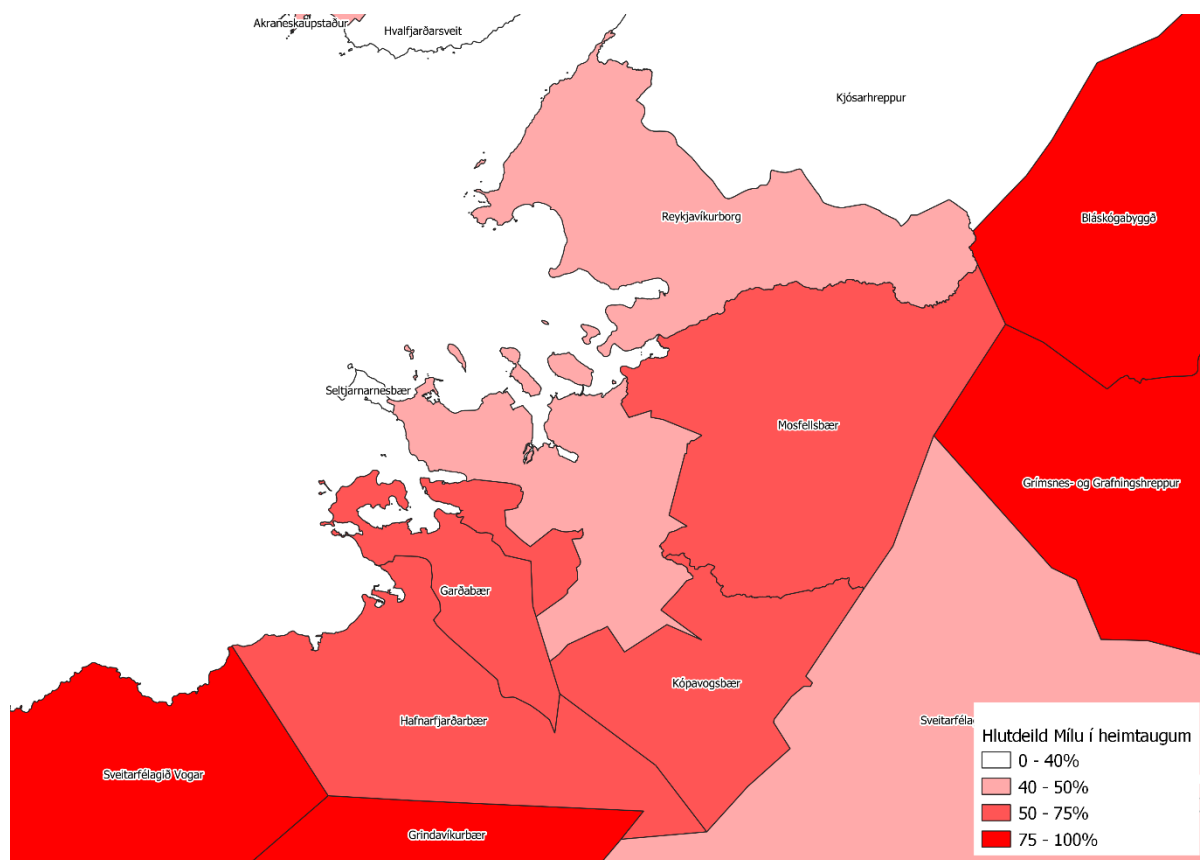 Akraneskaupstaður
Hvalfjarðarsveit
Kjósarhreppur
Reykjavíkurborg
Bláskógabyggð
Seltjarnarnesbær
Mosfellsbær
Grímsnes- og Grafningshreppur
Garðabær
Kópavogsbær
Hafnarfjarðarbær
Sveitarféla
Sveitarfélagið Vogar
Grindavíkurbær
Hlutdeild Mílu í heimtaugum
0 - 40%
40 - 50%
50 - 75%
75 - 100%